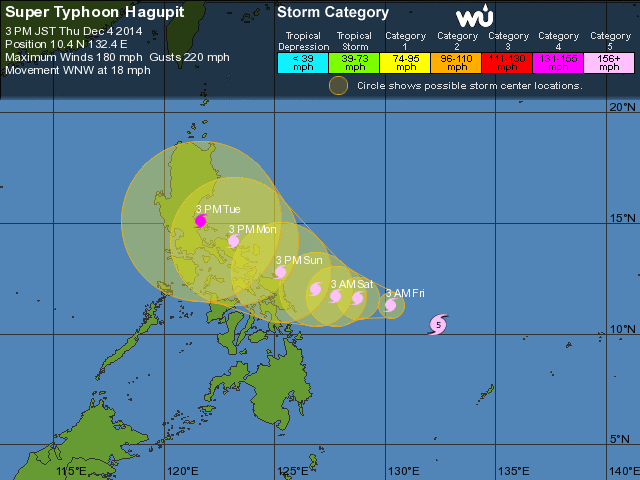 Super Typhoon Hagupit
3 PM JST Thu Dec 4 2014
Position 10.4 N 132.4 E
Maximum Winds 180 mph Gusts 220 mph
Movement WNW at 18 mph
Storm Category
wu
Tropical Depression
Tropical Storm
Category 1
Category 2
Category 3
Category 4
Category 5
< 39 mph
39-73 mph
74-95 mph
96-110 mph
111-130 mph
131-155 mph
156+ mph
Circle shows possible storm center locations.
20°N
15°N
10°N
5°N
3 PM Tue
3 PM Mon
3 PM Sun
3 AM Sat
3 AM Fri
5
115°E
120°E
125°E
130°E
135°E
140°E